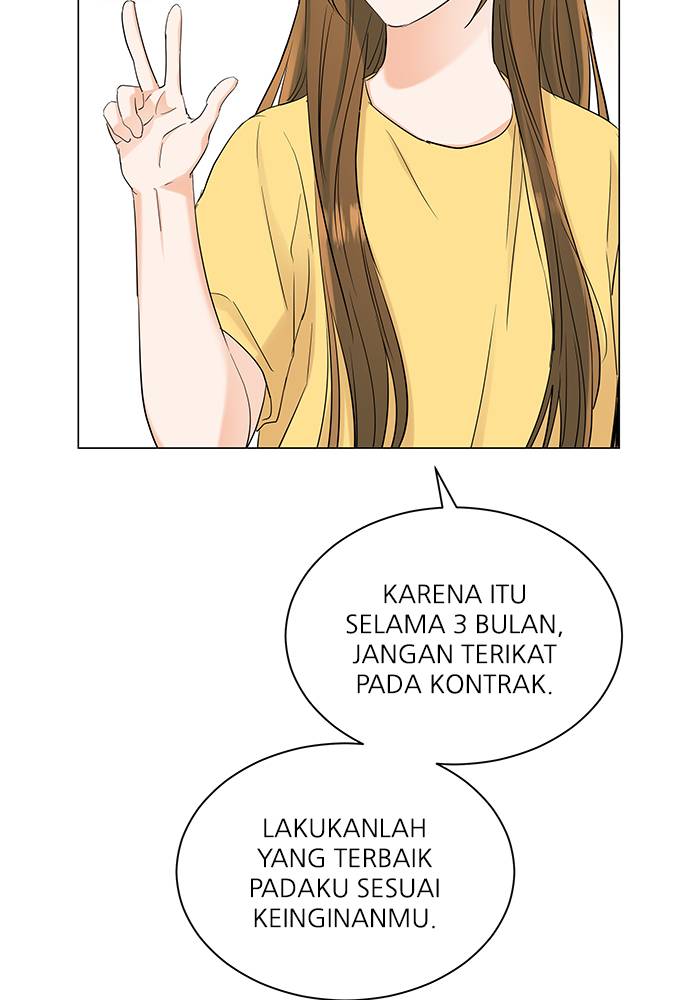 KARENA ITU
SELAMA 3 BULAN,
JANGAN TERIKAT
PADA KONTRAK.
LAKUKANLAH
YANG TERBAIK
PADAKU SESUAI
KEINGINANMU.